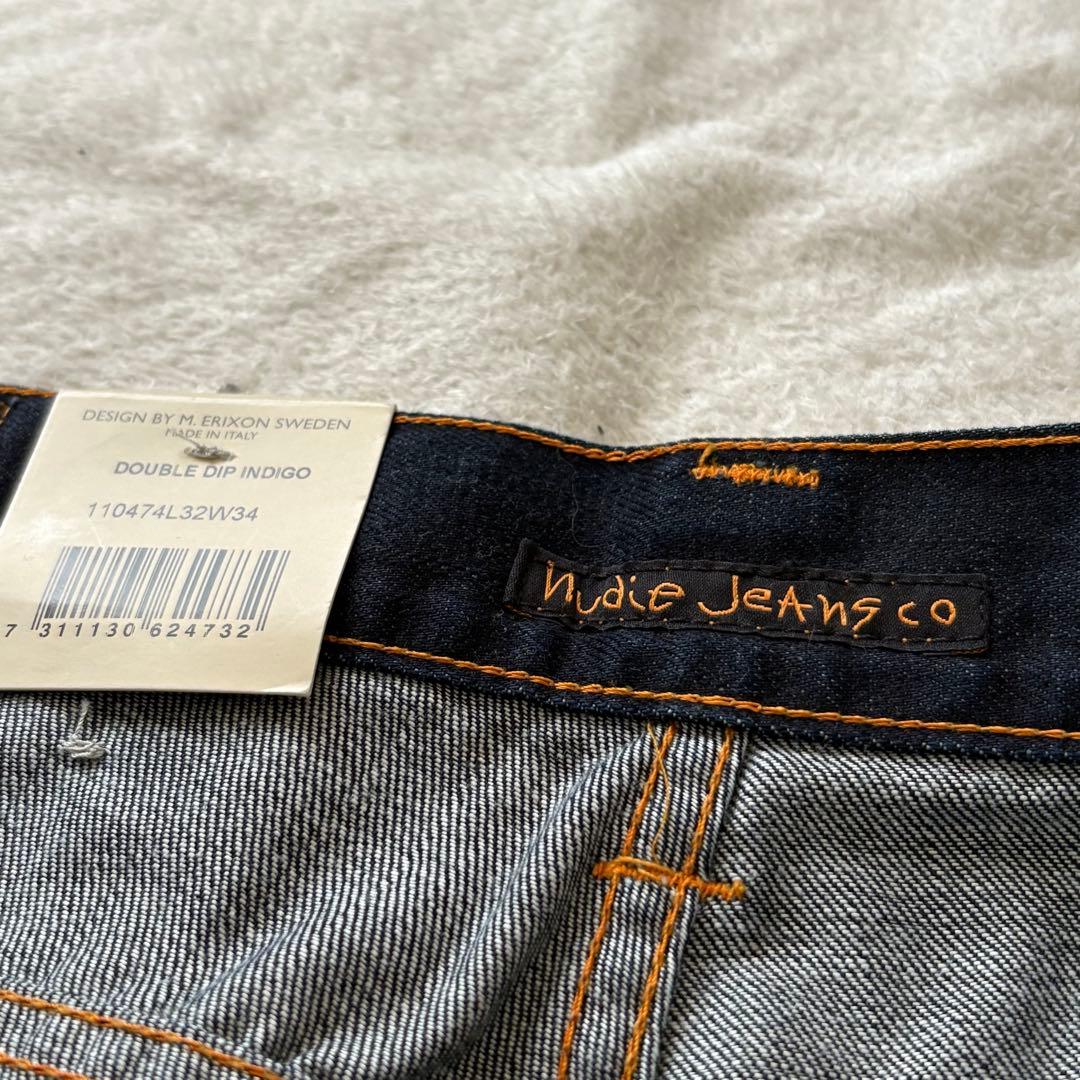 DESIGN BY M. ERIXON SWEDEN
MADE IN ITALY
DOUBLE DIP INDIGO
110474L32W34
7 311130 624732
nudie JeANS co